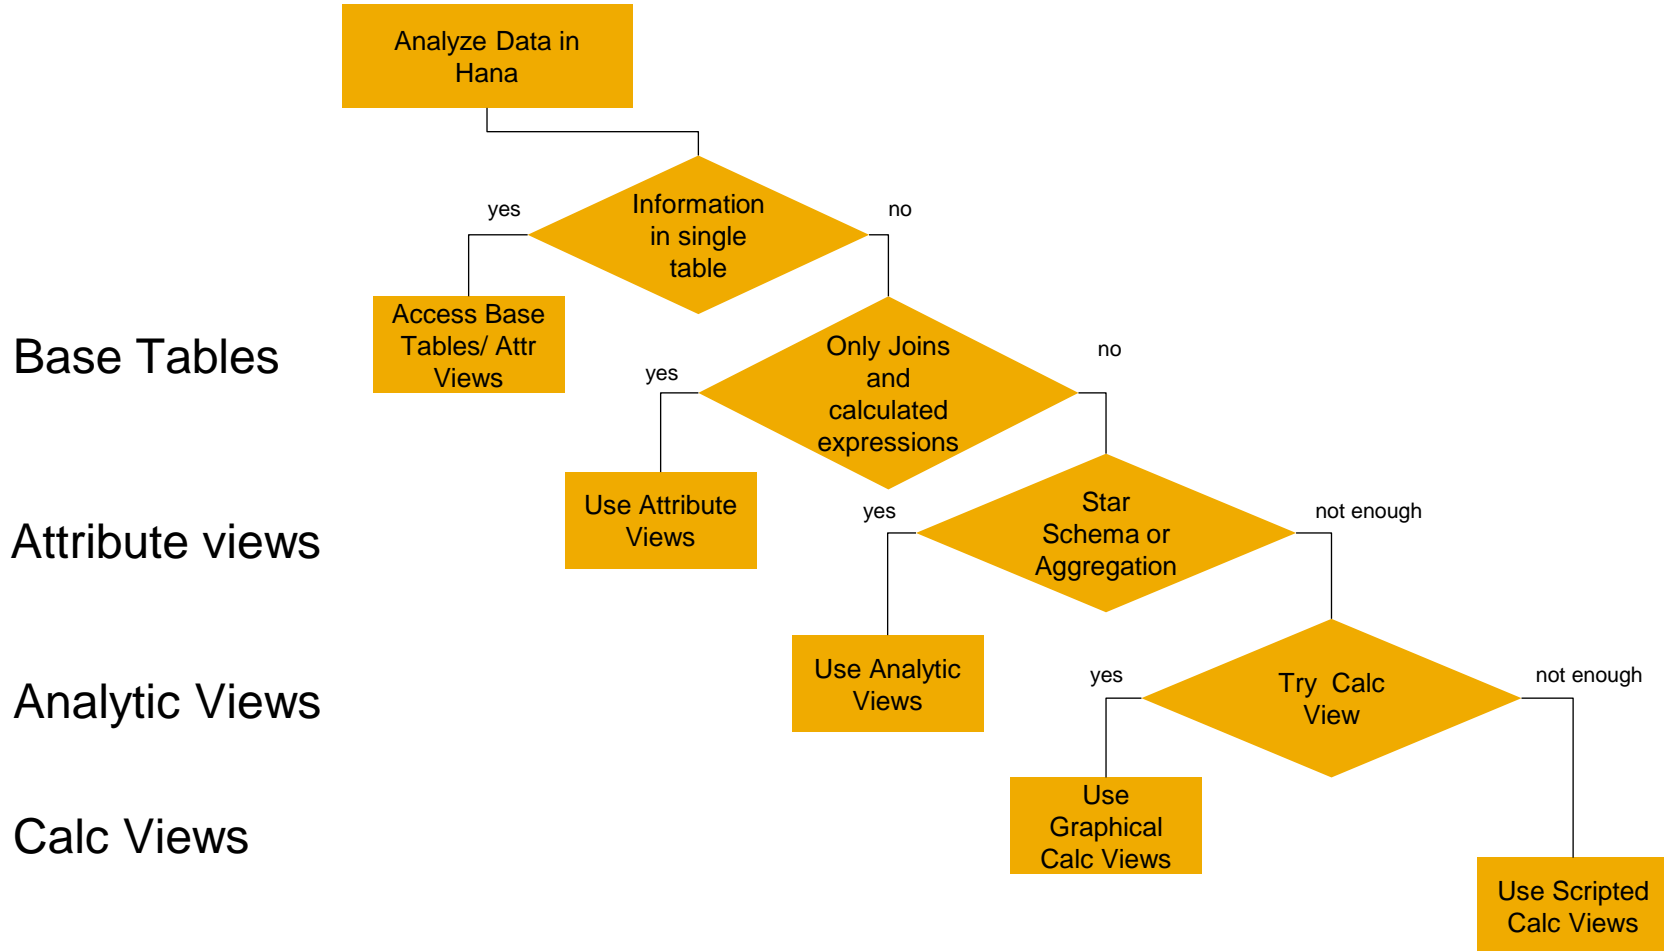 Analyze Data in
Hana
yes
Information
in single
table
no
Base Tables
Access Base
Tables/ Attr
Views
yes
Only Joins
and
calculated
expressions
no
Attribute views
Use Attribute
Views
yes
Star
Schema or
Aggregation
not enough
Analytic Views
Use Analytic
Views
yes
Try  Calc
View
not enough
Calc Views
Use
Graphical
Calc Views
Use Scripted
Calc Views